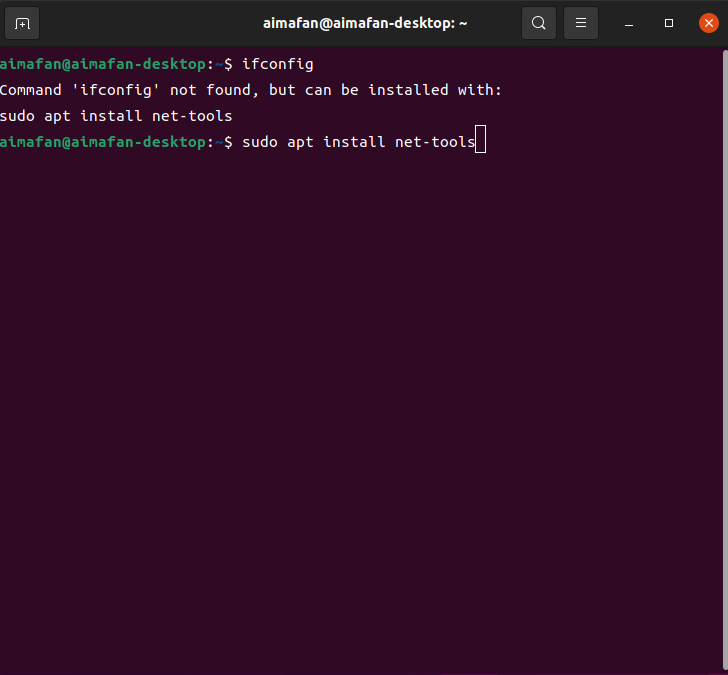 aimafan@aimafan-desktop: ~
aimafan@aimafan-desktop:~$ ifconfig
Command 'ifconfig' not found, but can be installed with:
sudo apt install net-tools
aimafan@aimafan-desktop:~$ sudo apt install net-tools